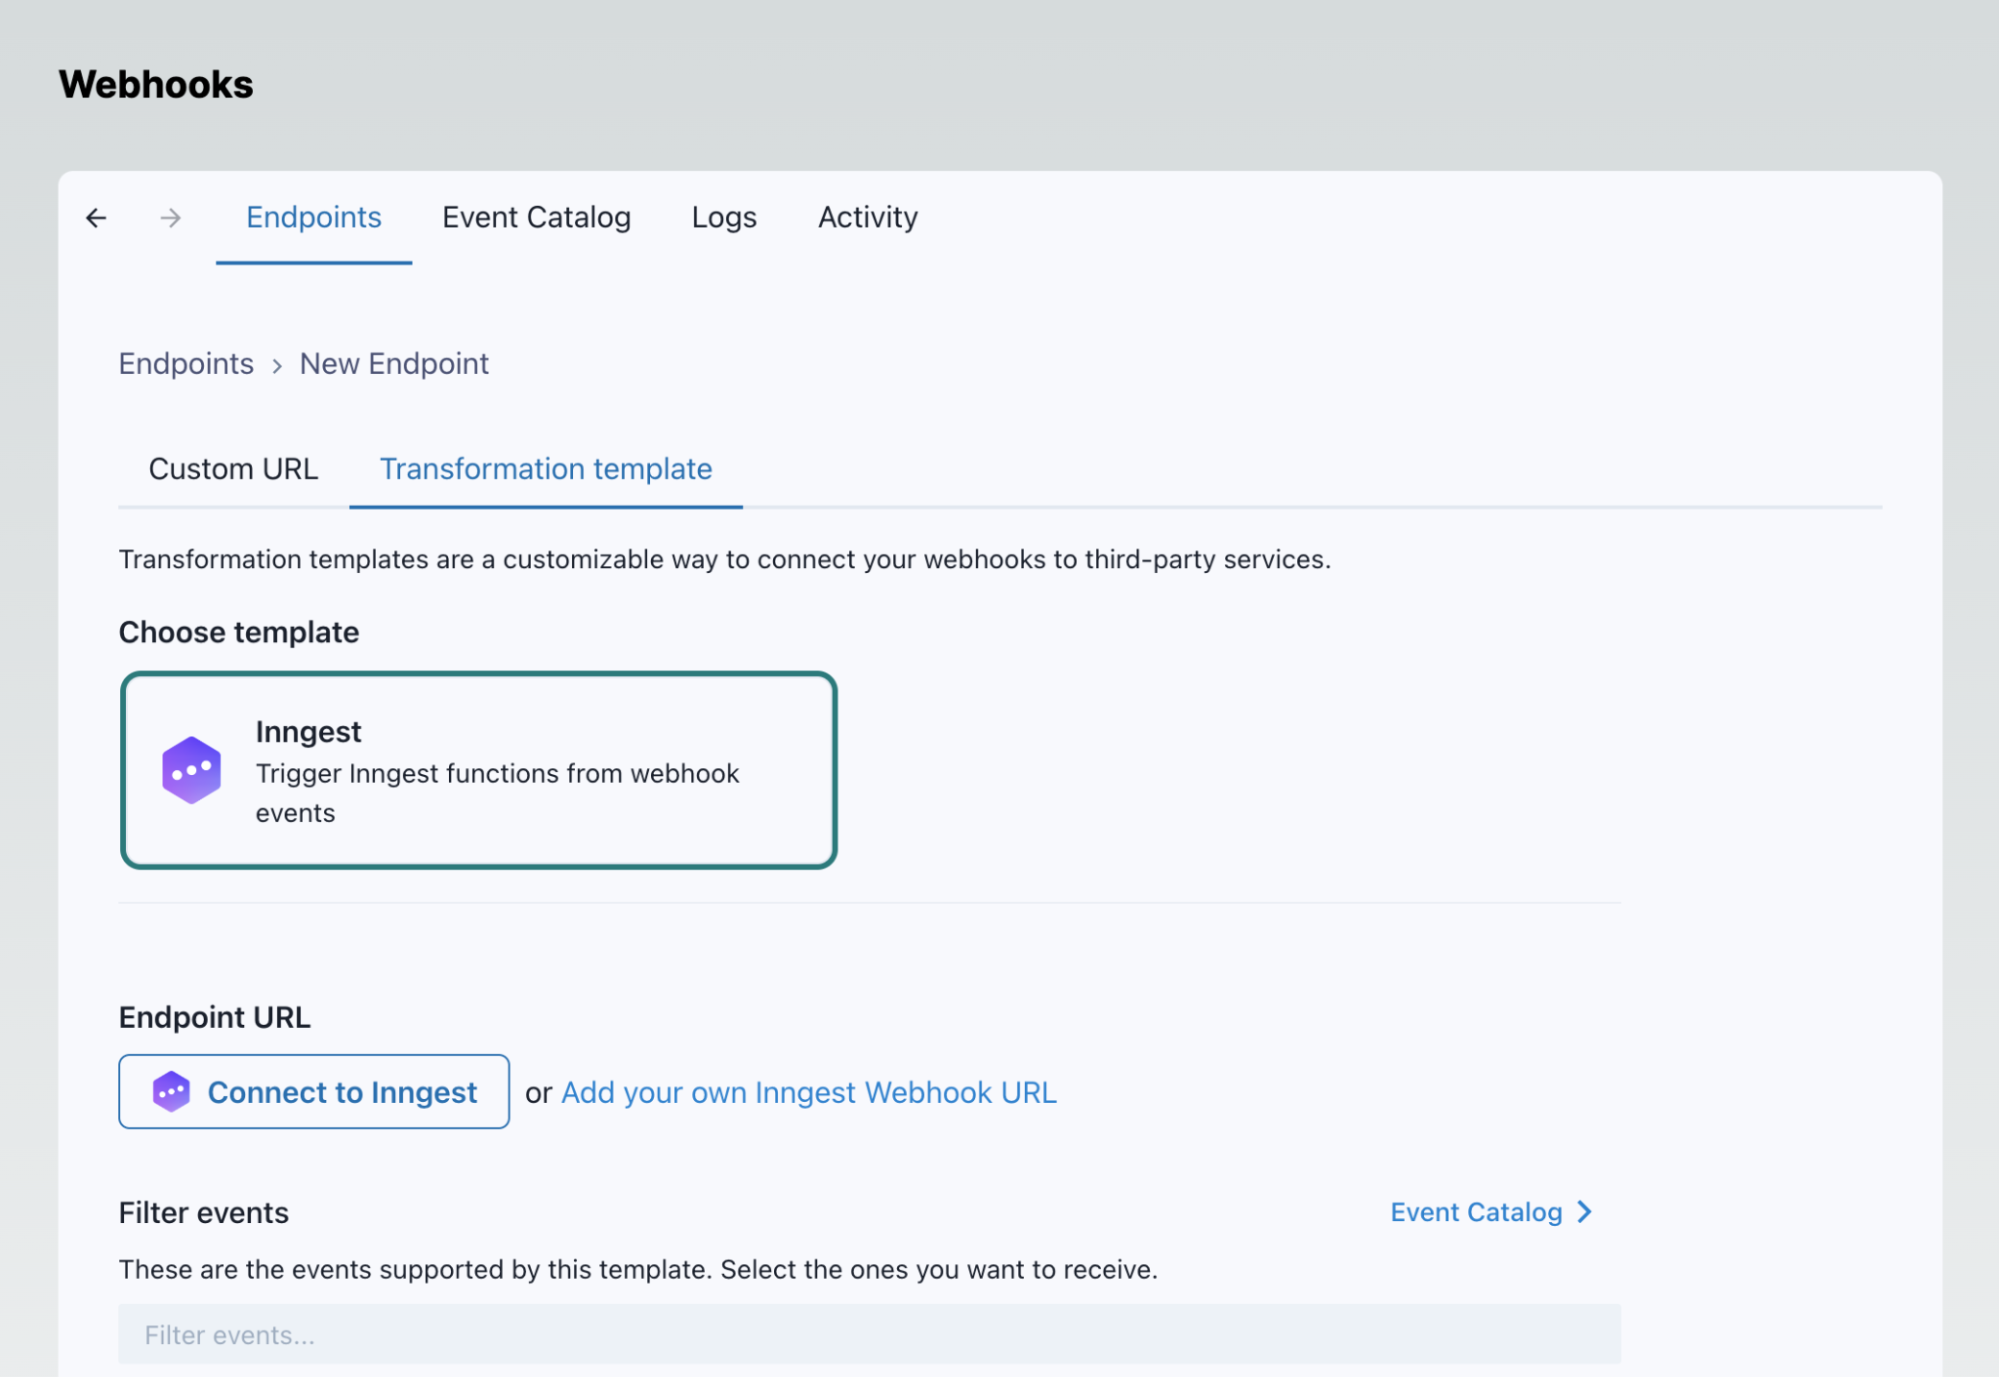 Webhooks
Endpoints Event Catalog Logs Activity
Endpoints › New Endpoint
Custom URL Transformation template
Transformation templates are a customizable way to connect your webhooks to third-party services.
Choose template
Inngest
Trigger Inngest functions from webhook
events
Endpoint URL
Connect to Inngest or Add your own Inngest Webhook URL
Filter events Event Catalog
These are the events supported by this template. Select the ones you want to receive.
Filter events...